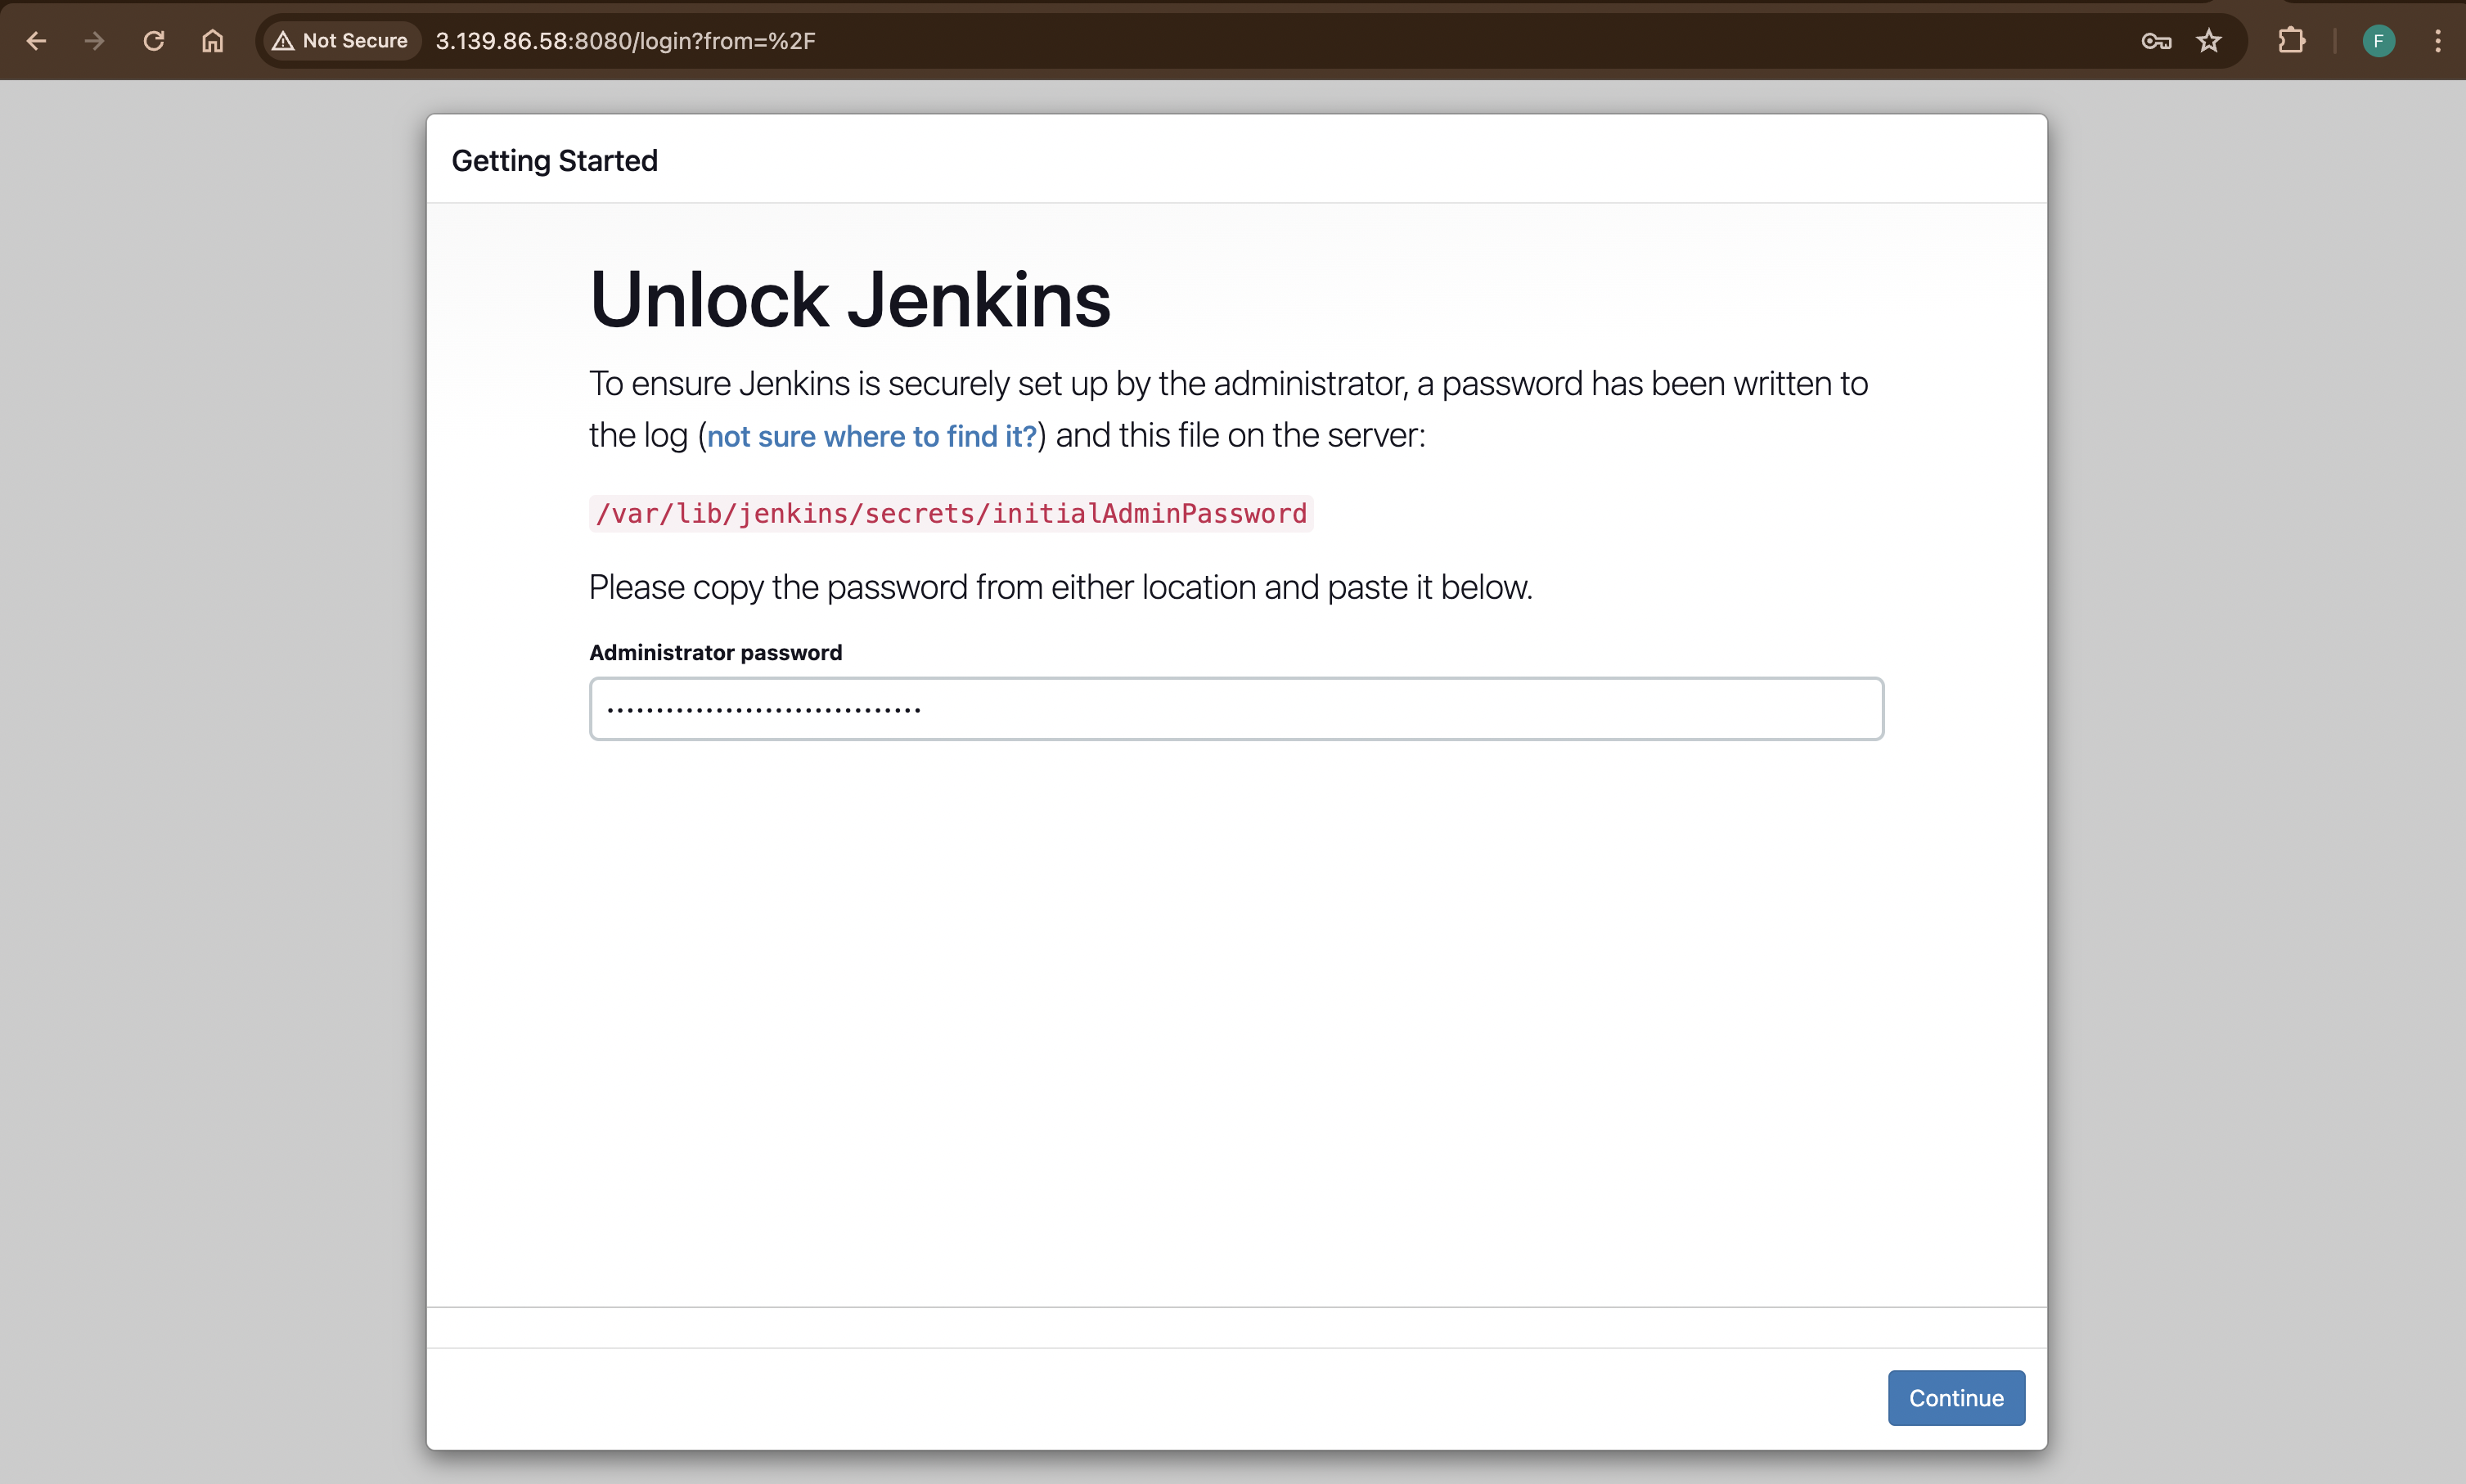 Not Secure
3.139.86.58:8080/login?from=%2F
F
Getting Started
Unlock Jenkins
To ensure Jenkins is securely set up by the administrator, a password has been written to
the log (not sure where to find it?) and this file on the server:
/var/lib/jenkins/secrets/initialAdminPassword
Please copy the password from either location and paste it below.
Administrator password
Continue